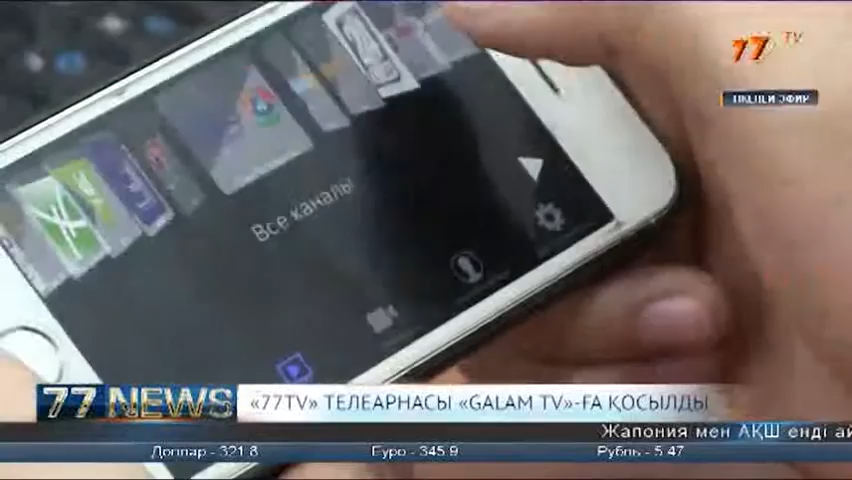 77 TV
ТІКЕЛЕЙ ЭФИР
Все каналы
77 NEWS
«77TV» ТЕЛЕАРНАСЫ «GALAM TV»-ҒА ҚОСЫЛДЫ
Жапония мен АҚШ енді ай
Доллар - 321.8 Еуро - 345.9 Рубль - 5.47